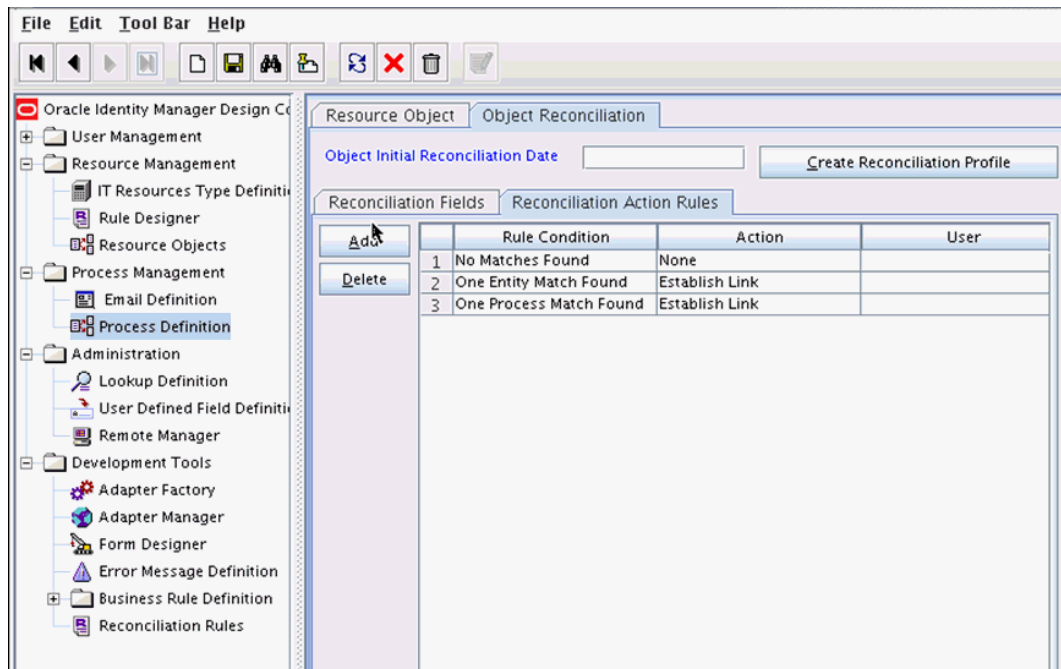 File Edit Tool Bar Help
Oracle Identity Manager Design Co
User Management
Resource Management
IT Resources Type Definiti
Rule Designer
Resource Objects
Process Management
Email Definition
Process Definition
Administration
Lookup Definition
User Defined Field Definiti
Remote Manager
Development Tools
Adapter Factory
Adapter Manager
Form Designer
Error Message Definition
Business Rule Definition
Reconciliation Rules
Resource Object Object Reconciliation
Object Initial Reconciliation Date Create Reconciliation Profile
Reconciliation Fields Reconciliation Action Rules
Add
Delete
Rule Condition Action User
1 No Matches Found None
2 One Entity Match Found Establish Link
3 One Process Match Found Establish Link